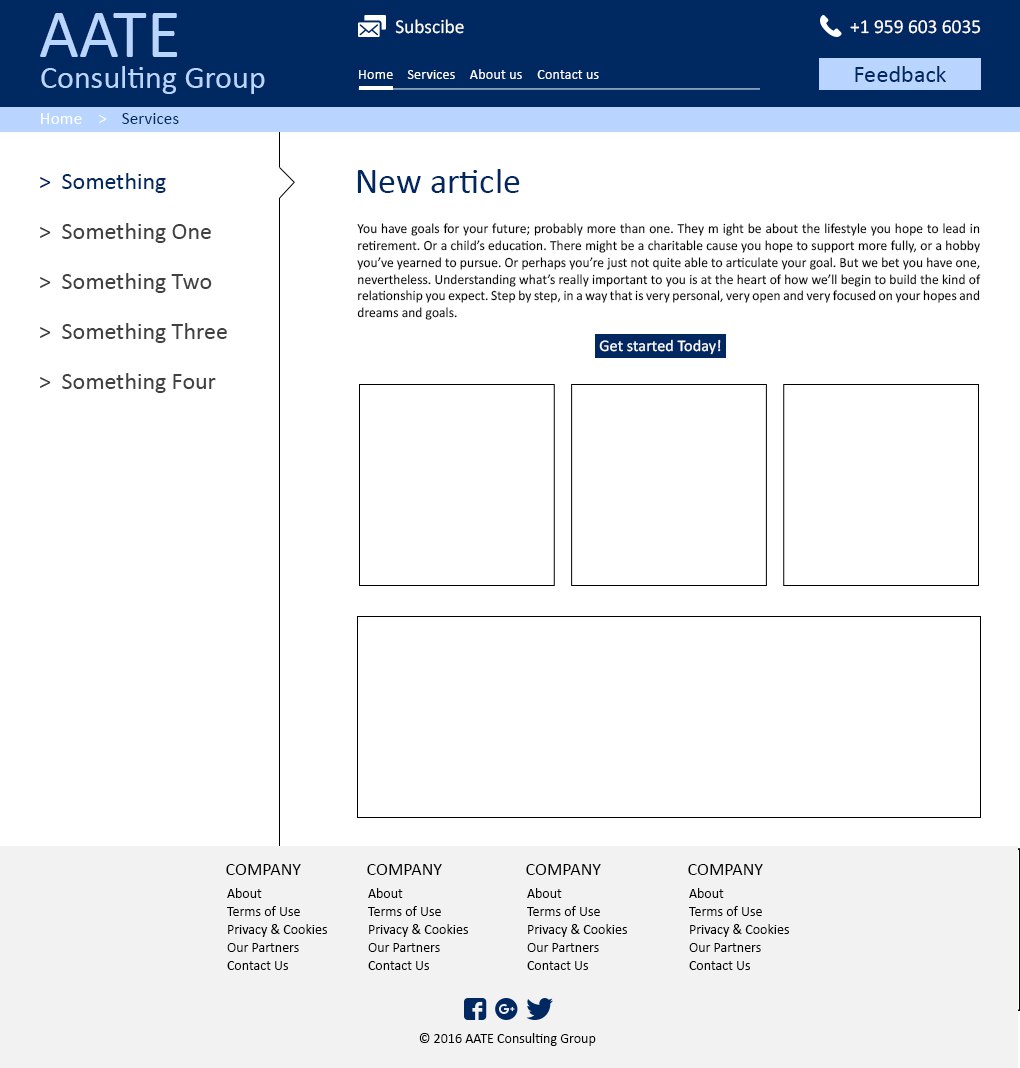 AATE
Consulting Group
Subscibe
+1 959 603 6035
Home Services About us Contact us
Feedback
Home > Services
> Something
> Something One
> Something Two
> Something Three
> Something Four
New article
You have goals for your future; probably more than one. They m ight be about the lifestyle you hope to lead in
retirement. Or a child’s education. There might be a charitable cause you hope to support more fully, or a hobby
you’ve yearned to pursue. Or perhaps you’re just not quite able to articulate your goal. But we bet you have one,
nevertheless. Understanding what’s really important to you is at the heart of how we’ll begin to build the kind of
relationship you expect. Step by step, in a way that is very personal, very open and very focused on your hopes and
dreams and goals.
Get started Today!
COMPANY
About
Terms of Use
Privacy & Cookies
Our Partners
Contact Us
COMPANY
About
Terms of Use
Privacy & Cookies
Our Partners
Contact Us
COMPANY
About
Terms of Use
Privacy & Cookies
Our Partners
Contact Us
COMPANY
About
Terms of Use
Privacy & Cookies
Our Partners
Contact Us
© 2016 AATE Consulting Group